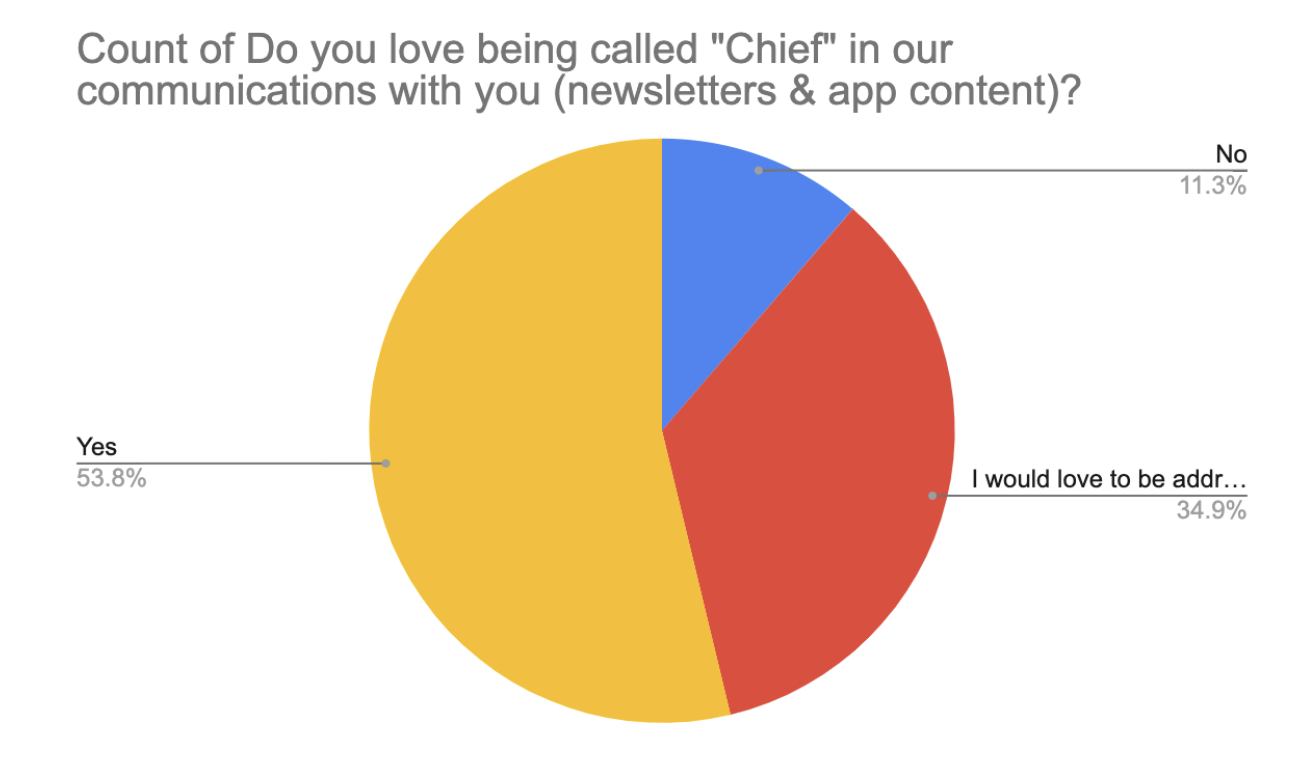 Count of Do you love being called "Chief" in our
communications with you (newsletters & app content)?
No
11.3%
Yes
53.8%
I would love to be addr…
34.9%